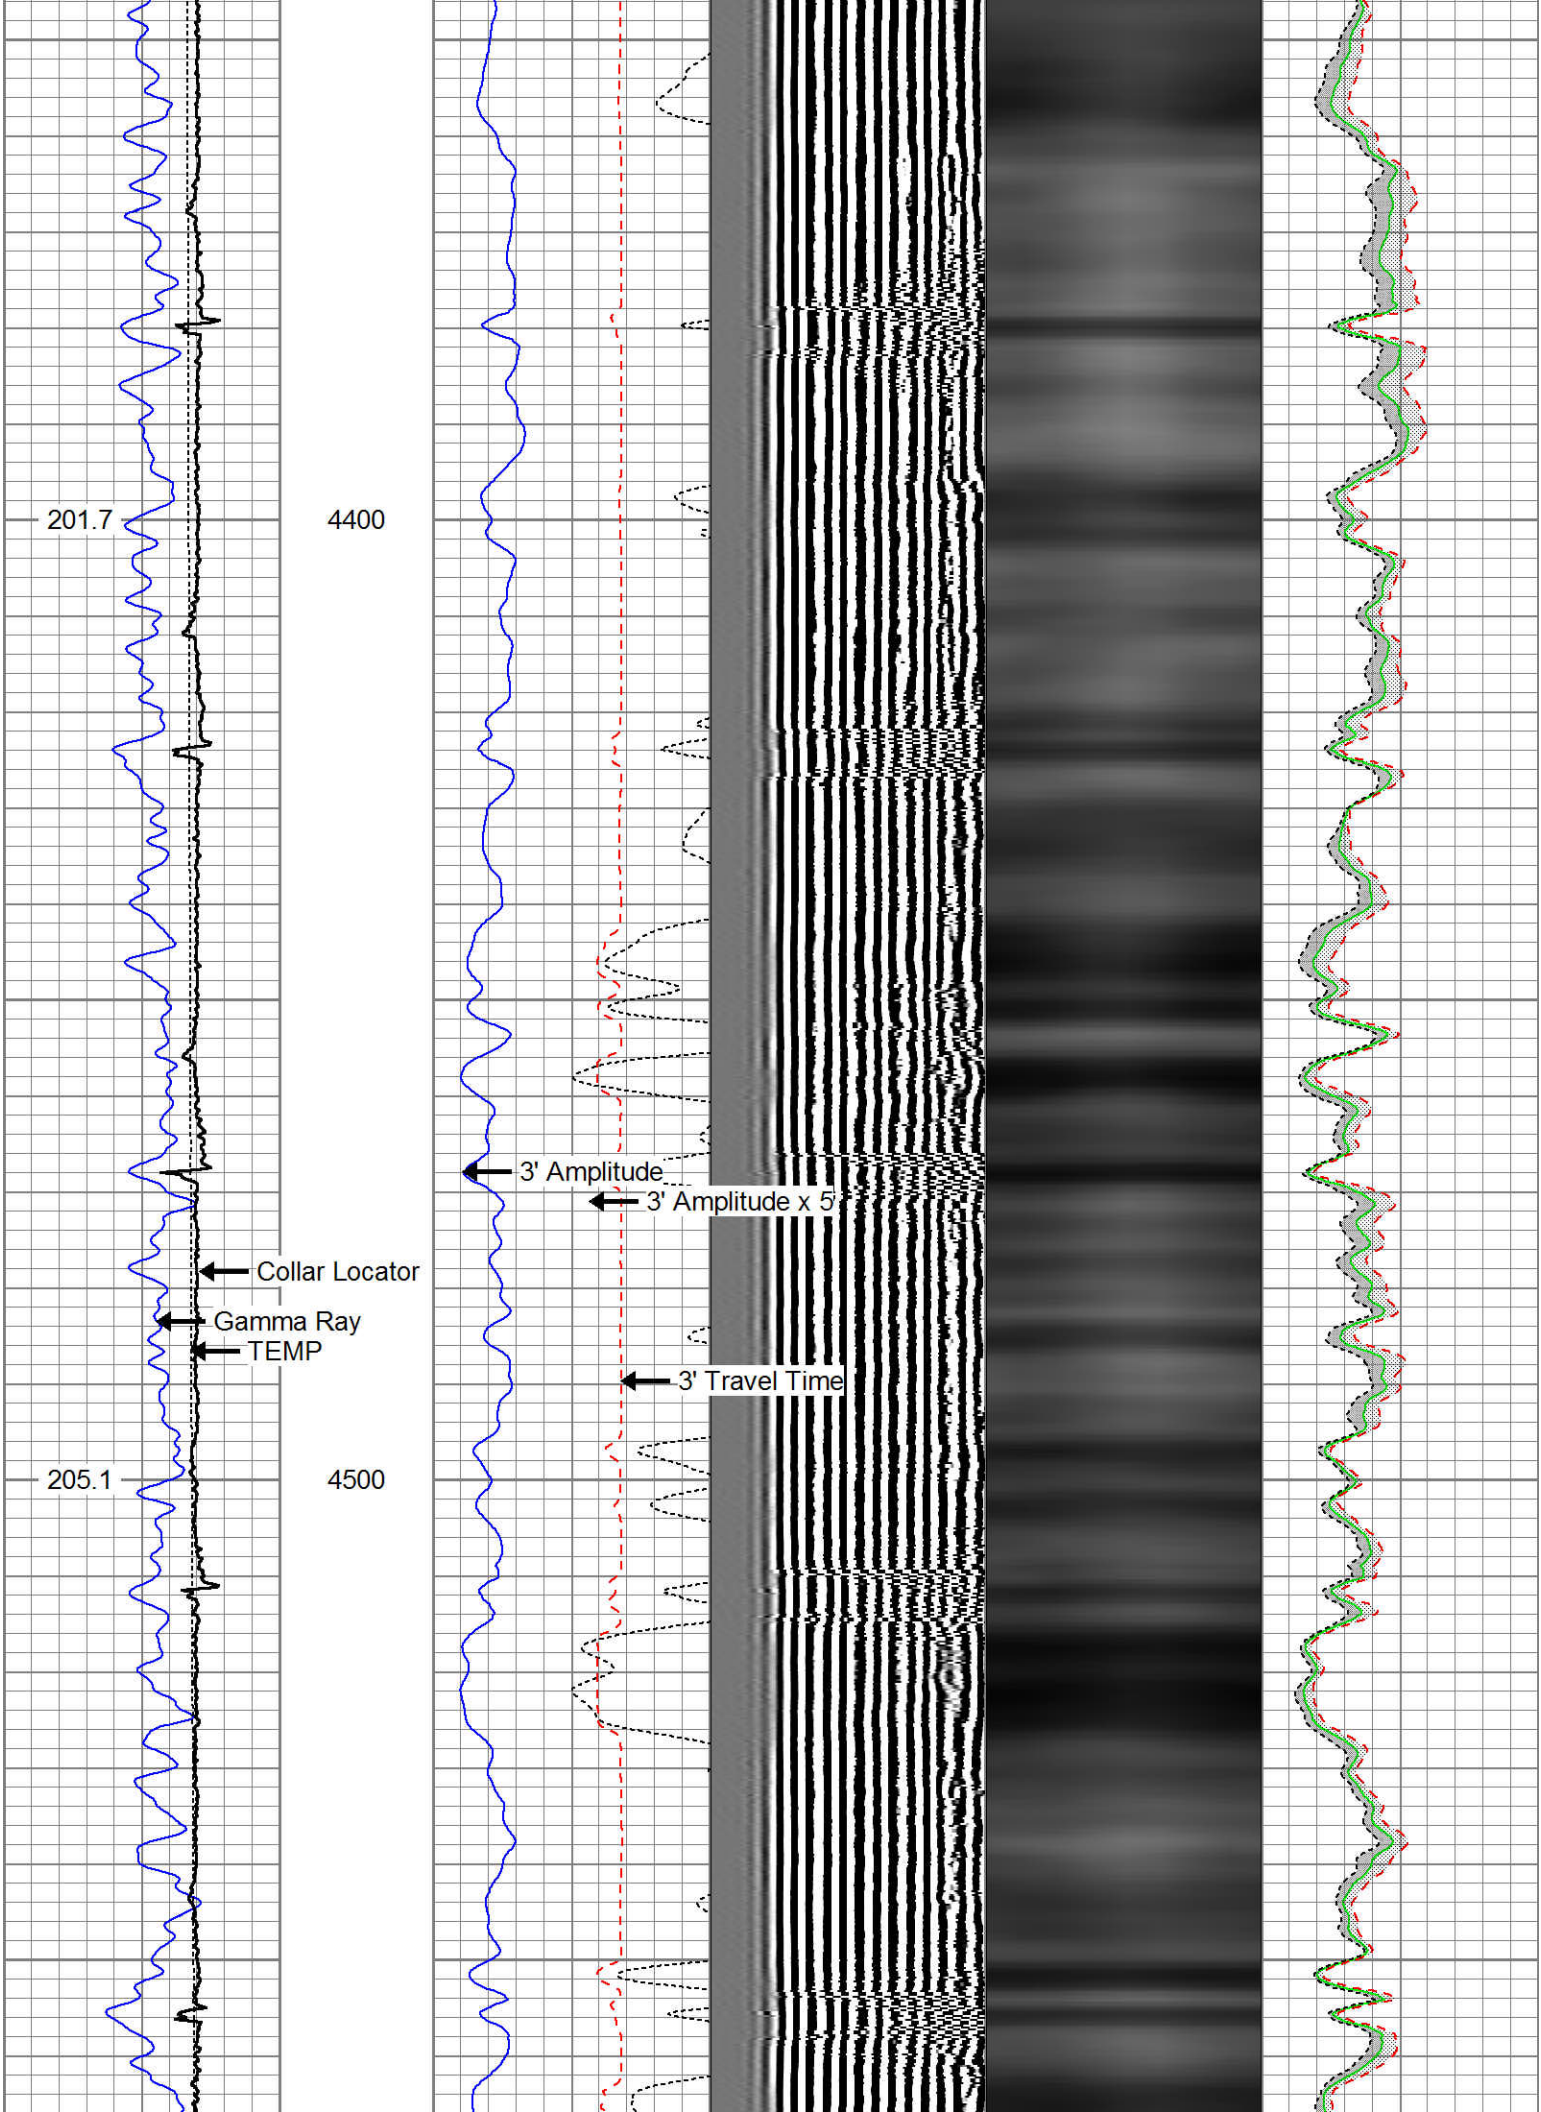 201.7
4400
3' Amplitude
3' Amplitude x 5
Collar Locator
Gamma Ray
TEMP
3' Travel Time
205.1
4500